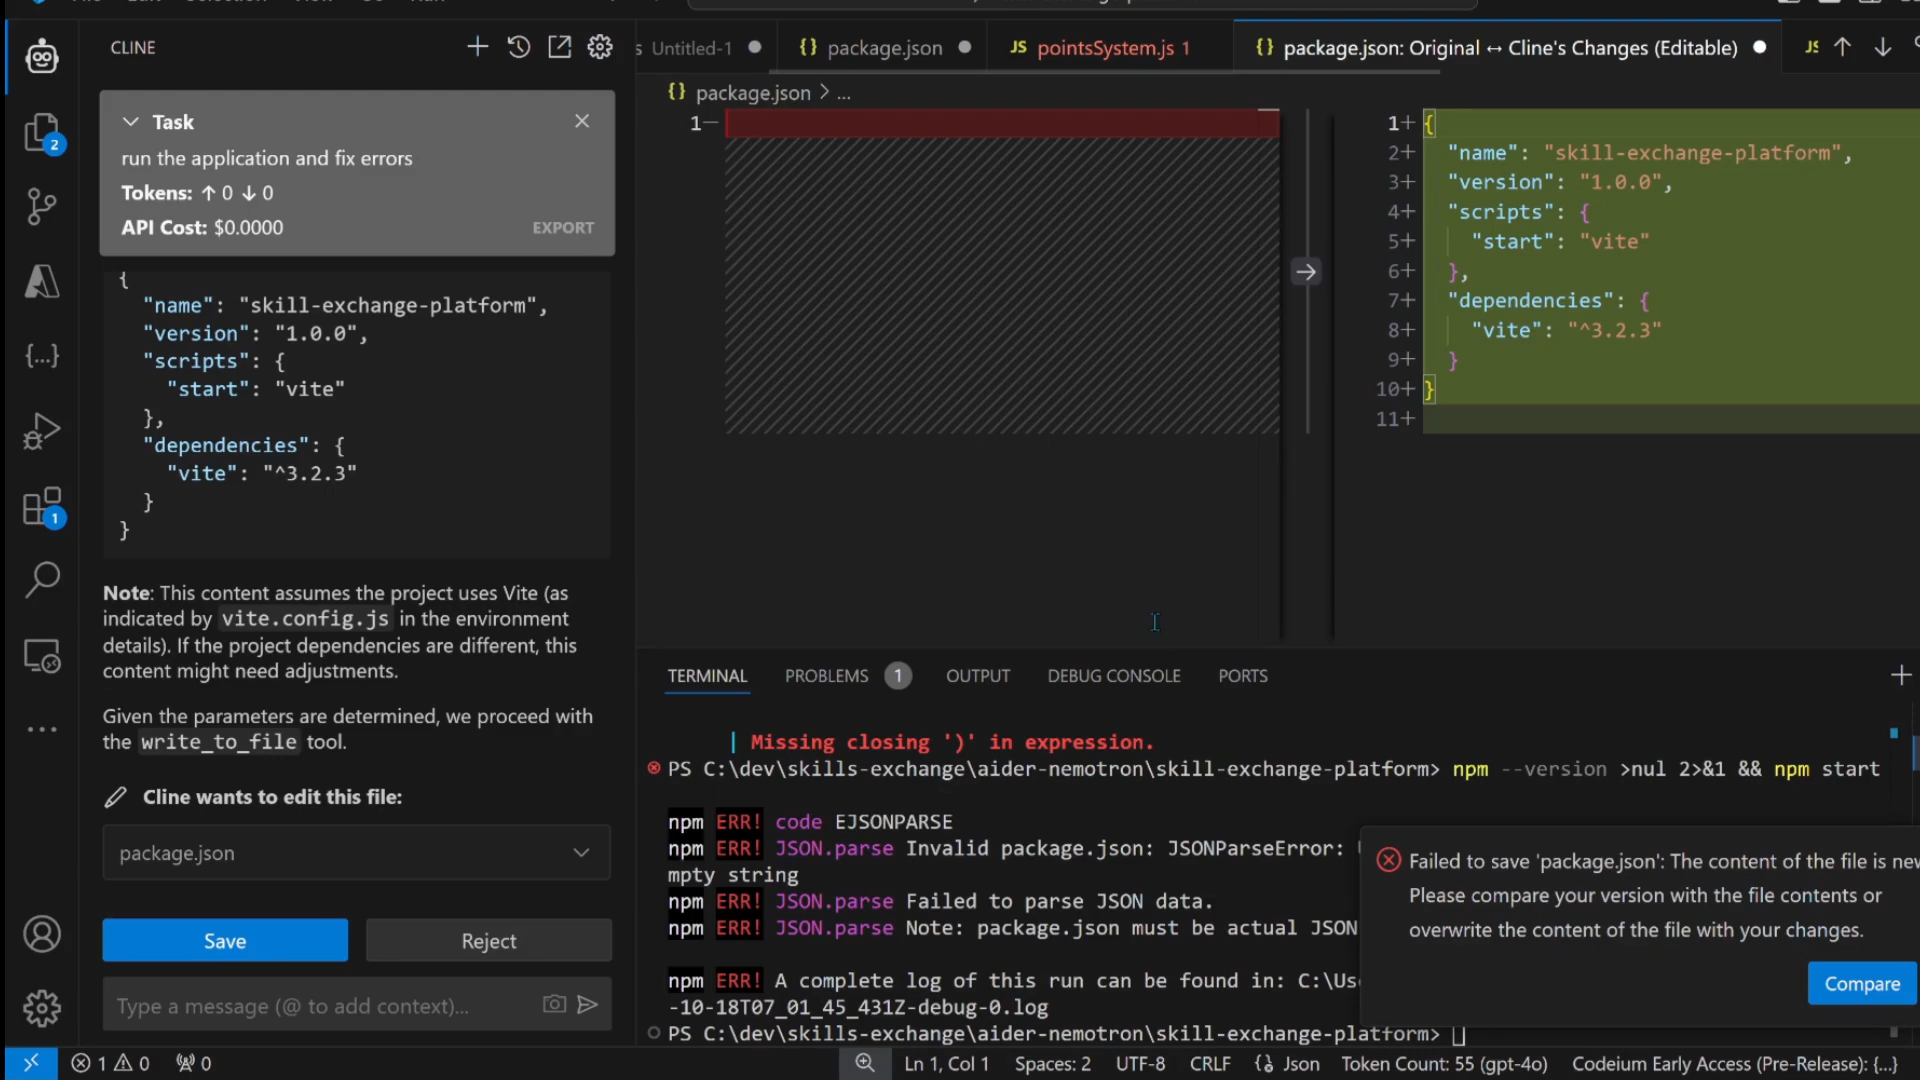 CLINE
Task
run the application and fix errors
Tokens: ↑ 0 ↓ 0
API Cost: $0.0000
EXPORT
{
"name": "skill-exchange-platform",
"version": "1.0.0",
"scripts": {
"start": "vite"
},
"dependencies": {
"vite": "^3.2.3"
}
}
Note: This content assumes the project uses Vite (as
indicated by vite.config.js in the environment
details). If the project dependencies are different, this
content might need adjustments.
Given the parameters are determined, we proceed with
the write_to_file tool.
Cline wants to edit this file:
package.json
Save
Reject
Type a message (@ to add context)...
2
1
s Untitled-1
{} package.json
JS pointsSystem.js 1
{} package.json: Original ↔ Cline's Changes (Editable)
{} package.json > ...
1−
1+ {
2+ "name": "skill-exchange-platform",
3+ "version": "1.0.0",
4+ "scripts": {
5+ "start": "vite"
6+ },
7+ "dependencies": {
8+ "vite": "^3.2.3"
9+ }
10+ }
11+
TERMINAL PROBLEMS 1 OUTPUT DEBUG CONSOLE PORTS
| Missing closing ')' in expression.
PS C:\dev\skills-exchange\aider-nemotron\skill-exchange-platform> npm --version >nul 2>&1 && npm start
npm ERR! code EJSONPARSE
npm ERR! JSON.parse Invalid package.json: JSONParseError:
mpty string
npm ERR! JSON.parse Failed to parse JSON data.
npm ERR! JSON.parse Note: package.json must be actual JSON
npm ERR! A complete log of this run can be found in: C:\Us
-10-18T07_01_45_431Z-debug-0.log
PS C:\dev\skills-exchange\aider-nemotron\skill-exchange-platform>
Failed to save 'package.json': The content of the file is
Please compare your version with the file contents or
overwrite the content of the file with your changes.
Compare
1 0 0
Ln 1, Col 1 Spaces: 2 UTF-8 CRLF {} Json Token Count: 55 (gpt-4o) Codeium Early Access (Pre-Release): {...}